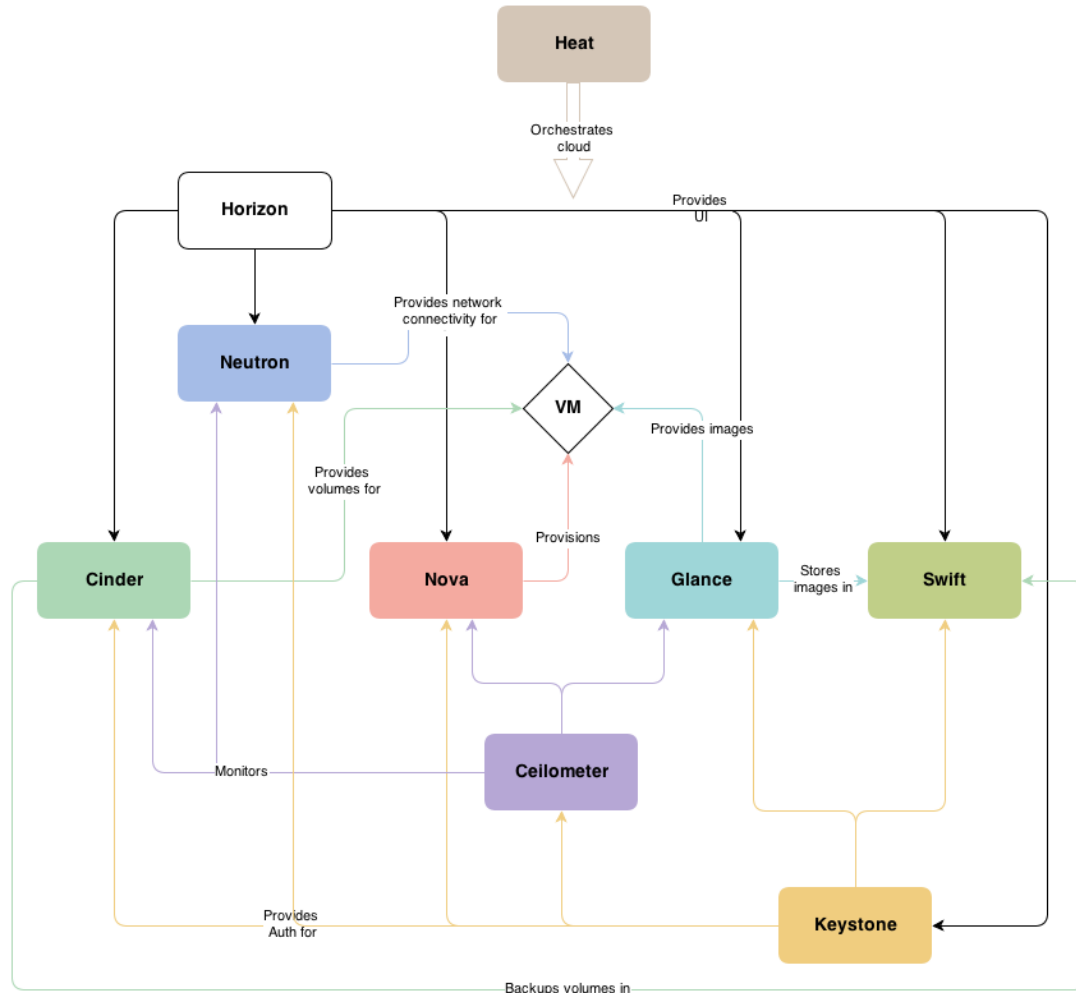 Heat
Orchestrates
cloud
Horizon
Provides
UI
Provides network
connectivity for
Neutron
VM
Provides images
Provides
volumes for
Provisions
Cinder
Nova
Glance
Stores
images in
Swift
Monitors
Ceilometer
Provides
Auth for
Keystone
Backups volumes in